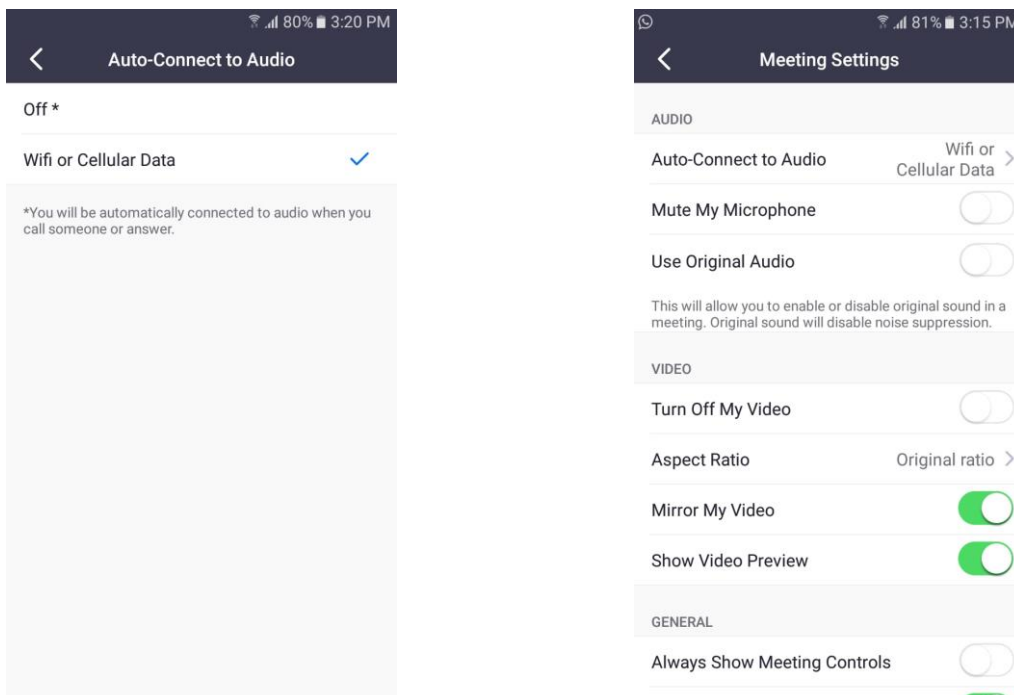 80% 3:20 PM
Auto-Connect to Audio
Off *
Wifi or Cellular Data
*You will be automatically connected to audio when you
call someone or answer.
81% 3:15 PM
Meeting Settings
AUDIO
Auto-Connect to Audio
Wifi or
Cellular Data
Mute My Microphone
Use Original Audio
This will allow you to enable or disable original sound in a
meeting. Original sound will disable noise suppression.
VIDEO
Turn Off My Video
Aspect Ratio Original ratio
Mirror My Video
Show Video Preview
GENERAL
Always Show Meeting Controls